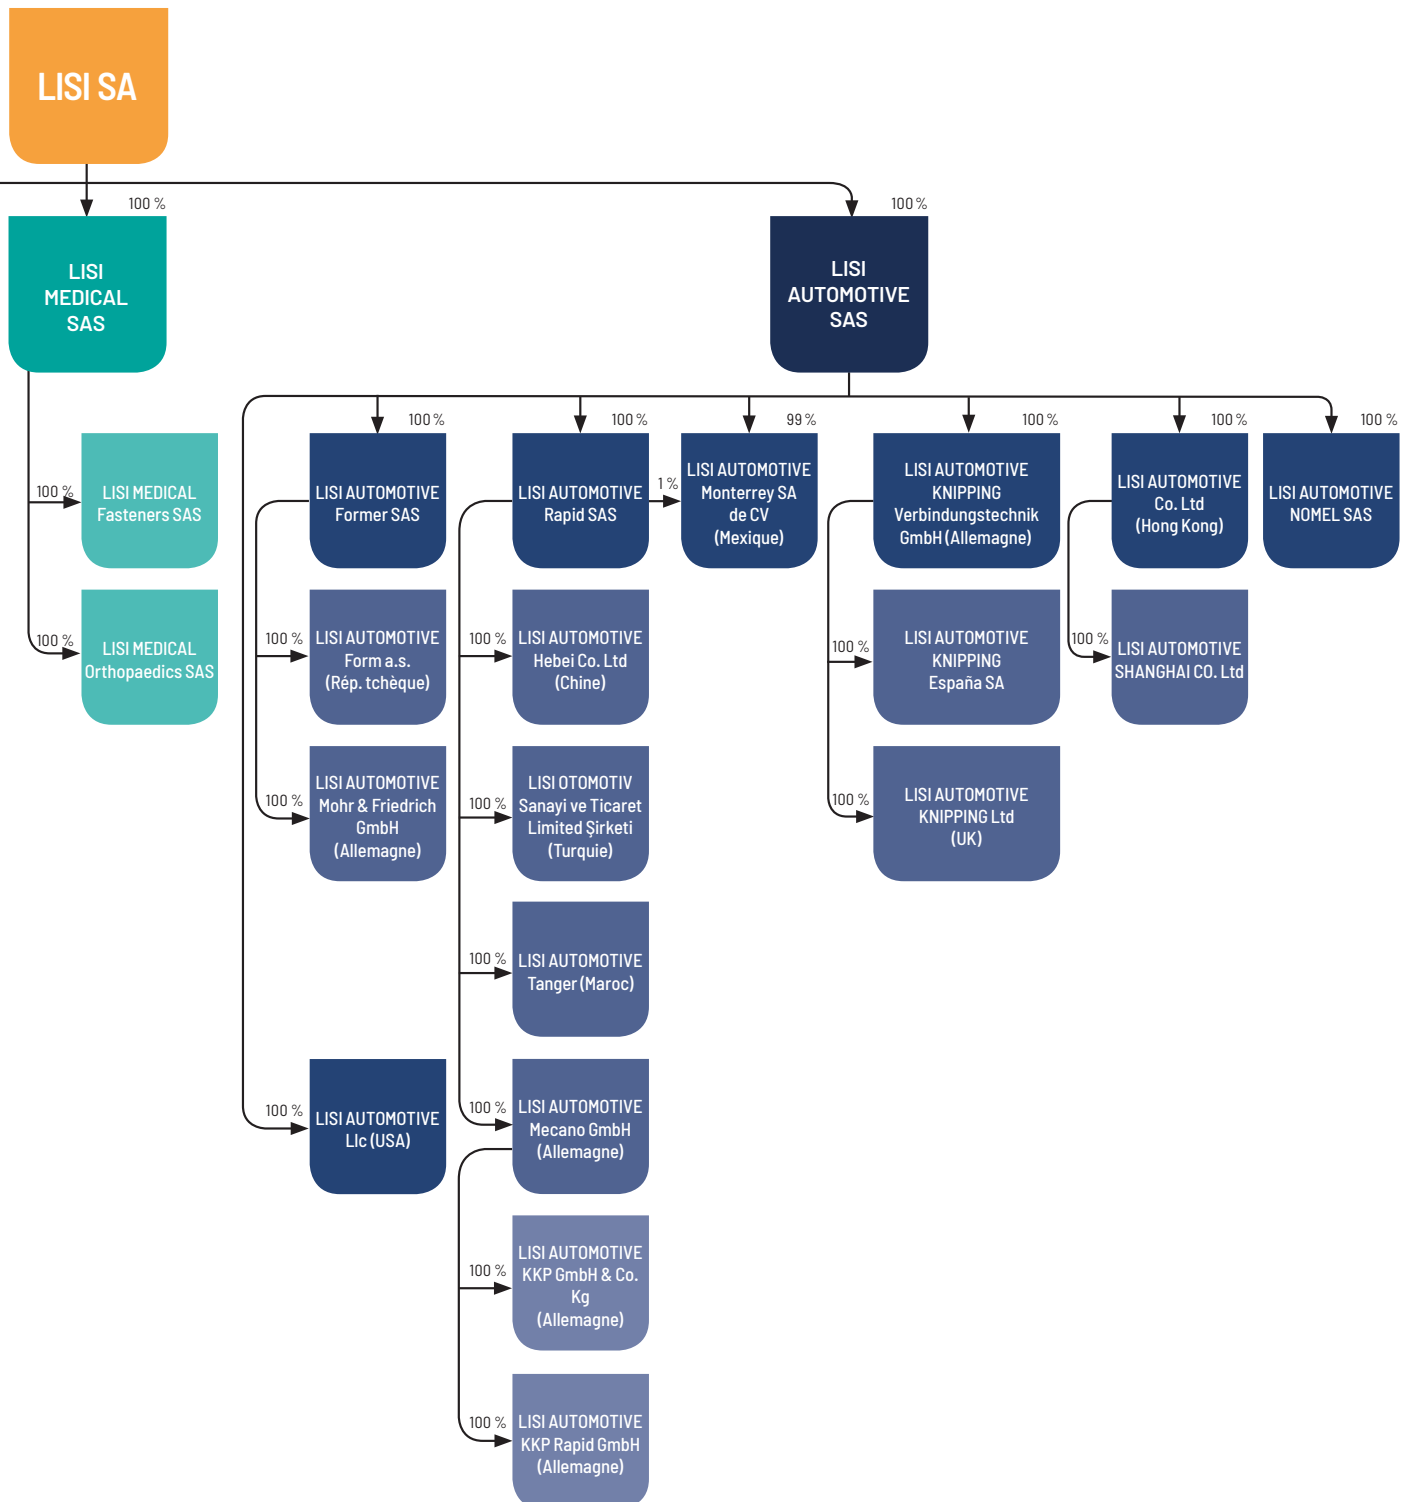 LISI SA
100 %
100 %
LISI
MEDICAL
SAS
LISI
AUTOMOTIVE
SAS
100 %
100 %
99 %
100 %
100 %
100 %
100 %
LISI MEDICAL
Fasteners SAS
LISI AUTOMOTIVE
Former SAS
LISI AUTOMOTIVE
Rapid SAS
1 %
LISI AUTOMOTIVE
Monterrey SA
de CV
(Mexique)
LISI AUTOMOTIVE
KNIPPING
Verbindungstechnik
GmbH (Allemagne)
LISI AUTOMOTIVE
Co. Ltd
(Hong Kong)
LISI AUTOMOTIVE
NOMEL SAS
100 %
LISI MEDICAL
Orthopaedics SAS
100 %
LISI AUTOMOTIVE
Form a.s.
(Rép. tchèque)
100 %
LISI AUTOMOTIVE
Hebei Co. Ltd
(Chine)
100 %
LISI AUTOMOTIVE
KNIPPING
España SA
100 %
LISI AUTOMOTIVE
SHANGHAI CO. Ltd
100 %
LISI AUTOMOTIVE
Mohr & Friedrich
GmbH
(Allemagne)
100 %
LISI OTOMOTIV
Sanayi ve Ticaret
Limited Şirketi
(Turquie)
100 %
LISI AUTOMOTIVE
KNIPPING Ltd
(UK)
100 %
LISI AUTOMOTIVE
Tanger (Maroc)
100 %
LISI AUTOMOTIVE
Llc (USA)
100 %
LISI AUTOMOTIVE
Mecano GmbH
(Allemagne)
100 %
LISI AUTOMOTIVE
KKP GmbH & Co.
Kg
(Allemagne)
100 %
LISI AUTOMOTIVE
KKP Rapid GmbH
(Allemagne)